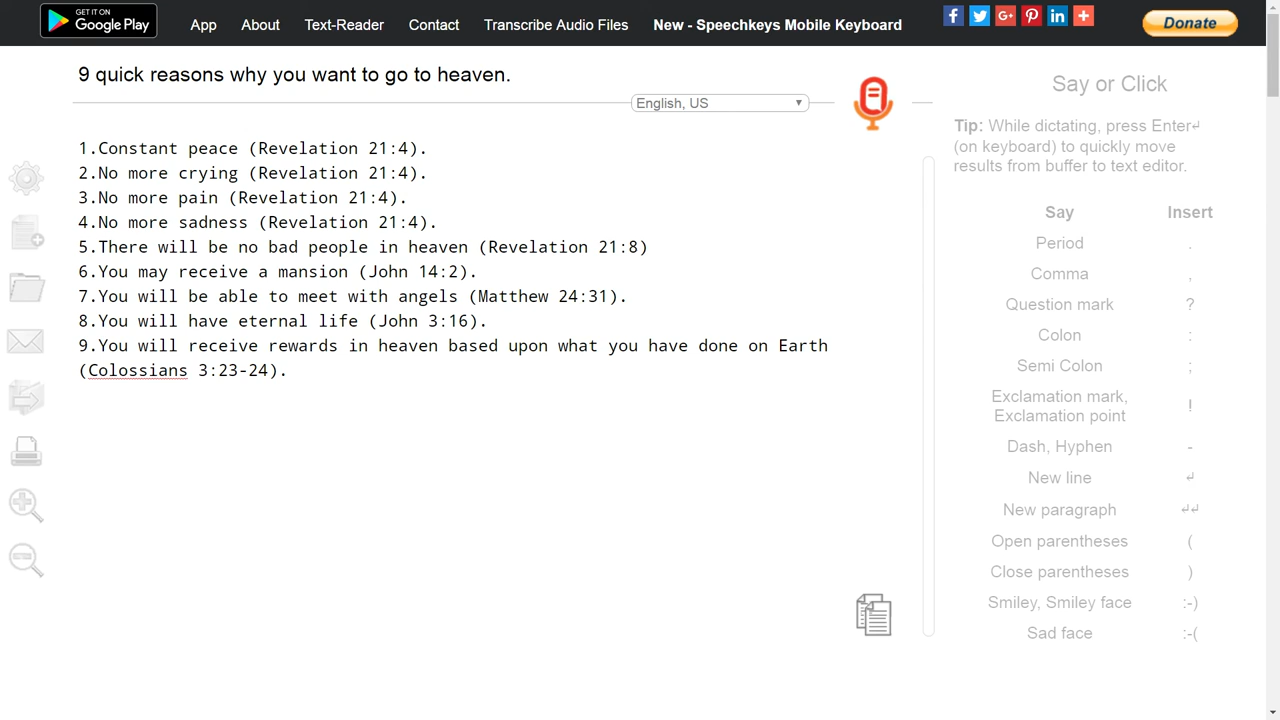 GET IT ON
Google Play
App
About
Text-Reader
Contact
Transcribe Audio Files
New - Speechkeys Mobile Keyboard
Donate
9 quick reasons why you want to go to heaven.
English, US
1.Constant peace (Revelation 21:4).
2.No more crying (Revelation 21:4).
3.No more pain (Revelation 21:4).
4.No more sadness (Revelation 21:4).
5.There will be no bad people in heaven (Revelation 21:8)
6.You may receive a mansion (John 14:2).
7.You will be able to meet with angels (Matthew 24:31).
8.You will have eternal life (John 3:16).
9.You will receive rewards in heaven based upon what you have done on Earth
(Colossians 3:23-24).
Say or Click
Tip: While dictating, press Enter↵
(on keyboard) to quickly move
results from buffer to text editor.
Say Insert
Period .
Comma ,
Question mark ?
Colon :
Semi Colon ;
Exclamation mark,
Exclamation point !
Dash, Hyphen -
New line ↵
New paragraph ↵↵
Open parentheses (
Close parentheses )
Smiley, Smiley face :-)
Sad face :-(